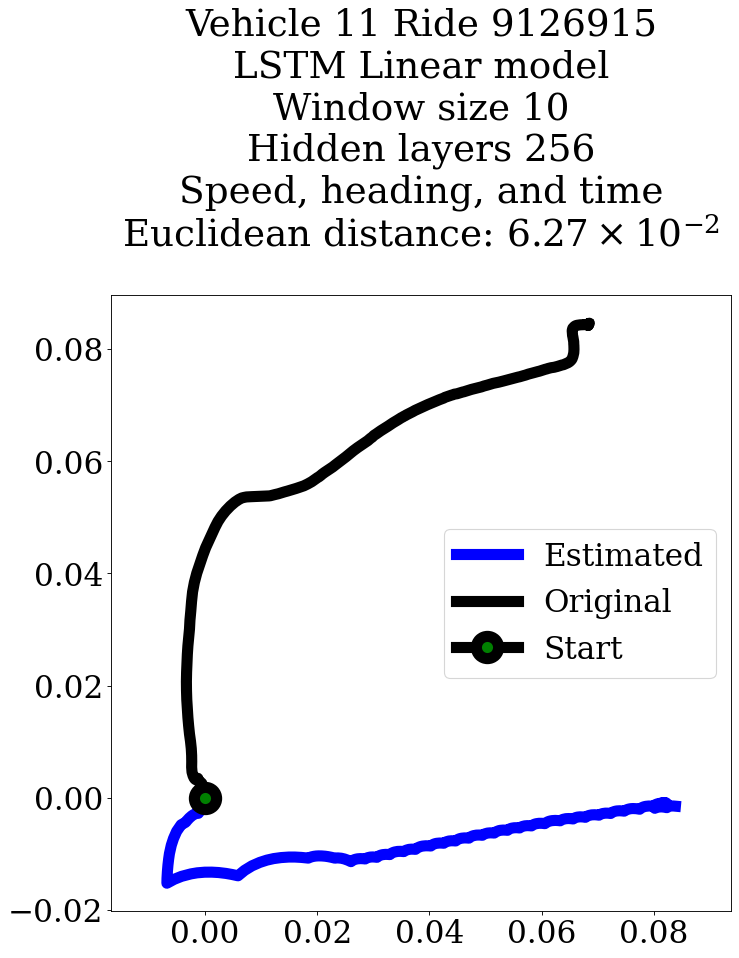 Vehicle 11 Ride 9126915
LSTM Linear model
Window size 10
Hidden layers 256
Speed, heading, and time
Euclidean distance: 6.27 × 10⁻²
0.08
0.06
0.04
0.02
0.00
−0.02
Estimated
Original
Start
0.00 0.02 0.04 0.06 0.08